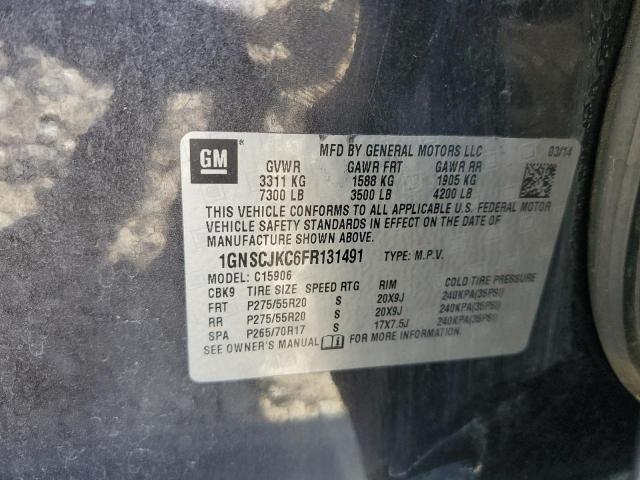 GM
MFD BY GENERAL MOTORS LLC 03/14
GVWR GAWR FRT GAWR RR
3311 KG 1588 KG 1905 KG
7300 LB 3500 LB 4200 LB
THIS VEHICLE CONFORMS TO ALL APPLICABLE U.S. FEDERAL MOTOR
VEHICLE SAFETY STANDARDS IN EFFECT ON THE DATE OF
MANUFACTURE SHOWN ABOVE.
1GNSCJKC6FR131491 TYPE: M.P.V.
MODEL: C15906
CBK9 TIRE SIZE SPEED RTG RIM COLD TIRE PRESSURE
FRT P275/55R20 S 20X9J 240KPA(35PSI)
RR P275/55R20 S 20X9J 240KPA(35PSI)
SPA P265/70R17 S 17X7.5J 240KPA(35PSI)
SEE OWNER'S MANUAL FOR MORE INFORMATION.